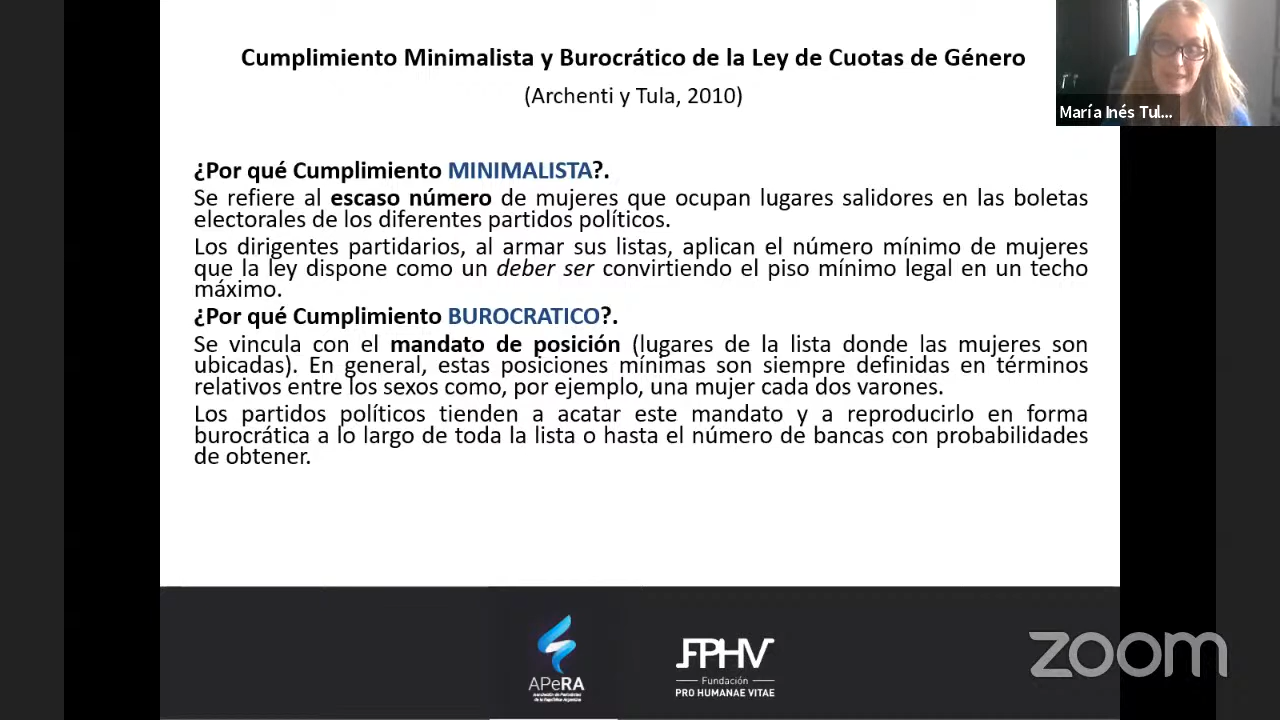 Cumplimiento Minimalista y Burocrático de la Ley de Cuotas de Género
(Archenti y Tula, 2010)
María Inés Tul...
¿Por qué Cumplimiento MINIMALISTA?.
Se refiere al escaso número de mujeres que ocupan lugares salidores en las boletas
electorales de los diferentes partidos políticos.
Los dirigentes partidarios, al armar sus listas, aplican el número mínimo de mujeres
que la ley dispone como un deber ser convirtiendo el piso mínimo legal en un techo
máximo.
¿Por qué Cumplimiento BUROCRATICO?.
Se vincula con el mandato de posición (lugares de la lista donde las mujeres son
ubicadas). En general, estas posiciones mínimas son siempre definidas en términos
relativos entre los sexos como, por ejemplo, una mujer cada dos varones.
Los partidos políticos tienden a acatar este mandato y a reproducirlo en forma
burocrática a lo largo de toda la lista o hasta el número de bancas con probabilidades
de obtener.
APeRA
Asociación de Periodistas
de la República Argentina
FPHV
Fundación
PRO HUMANAE VITAE
zoom